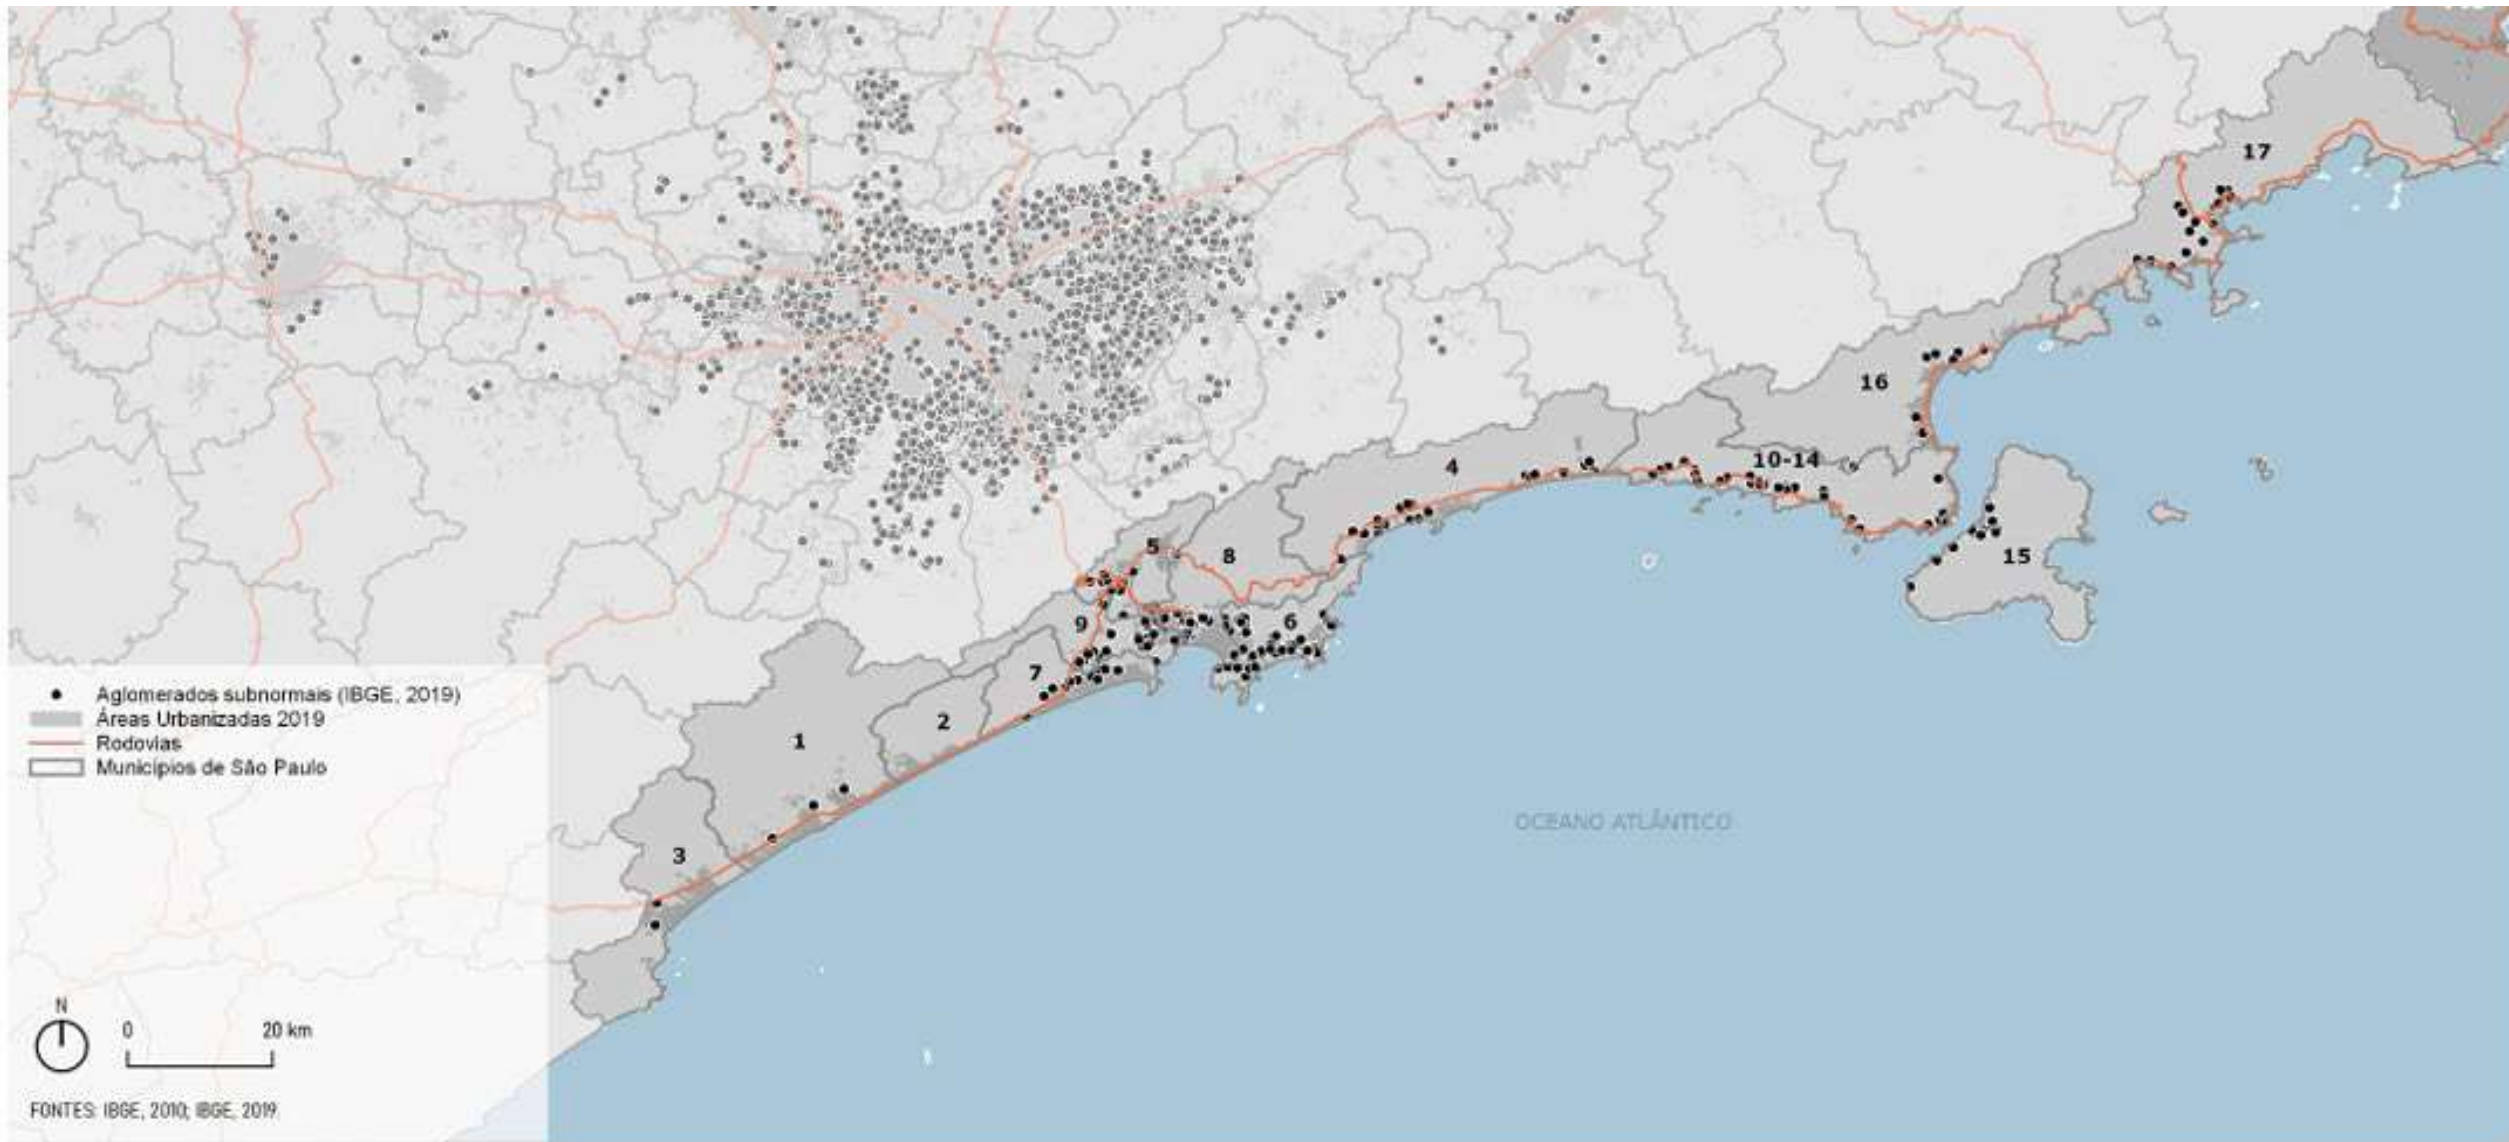 17
16
10-14
4
15
5
8
9
6
7
2
1
3
Aglomerados subnormais (IBGE, 2019)
Áreas Urbanizadas 2019
Rodovias
Municípios de São Paulo
OCEANO ATLÂNTICO
N
0 20 km
FONTES: IBGE, 2010; IBGE, 2019